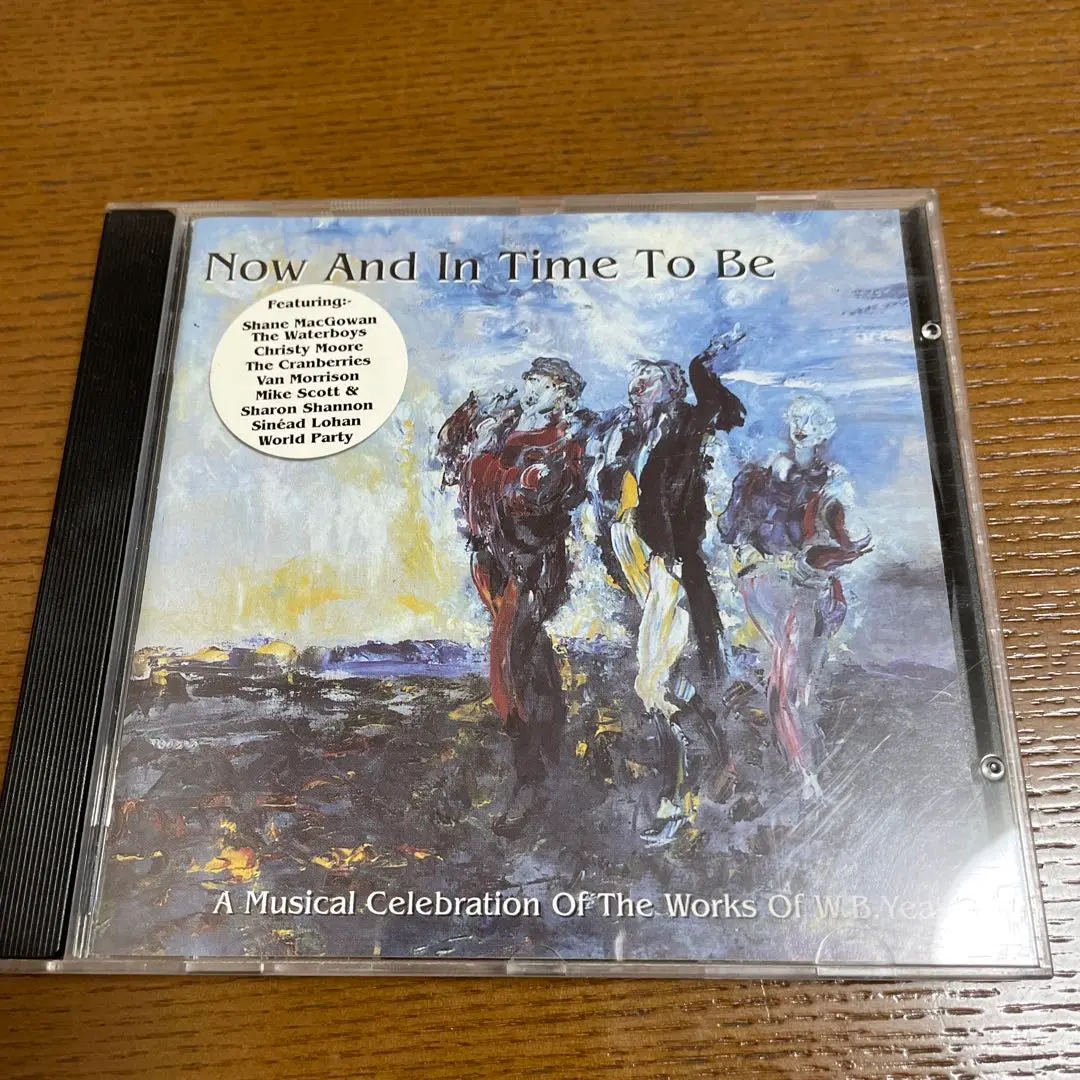 Now And In Time To Be
Featuring:-
Shane MacGowan
The Waterboys
Christy Moore
The Cranberries
Van Morrison
Mike Scott &
Sharon Shannon
Sinéad Lohan
World Party
A Musical Celebration Of The Works Of W.B.